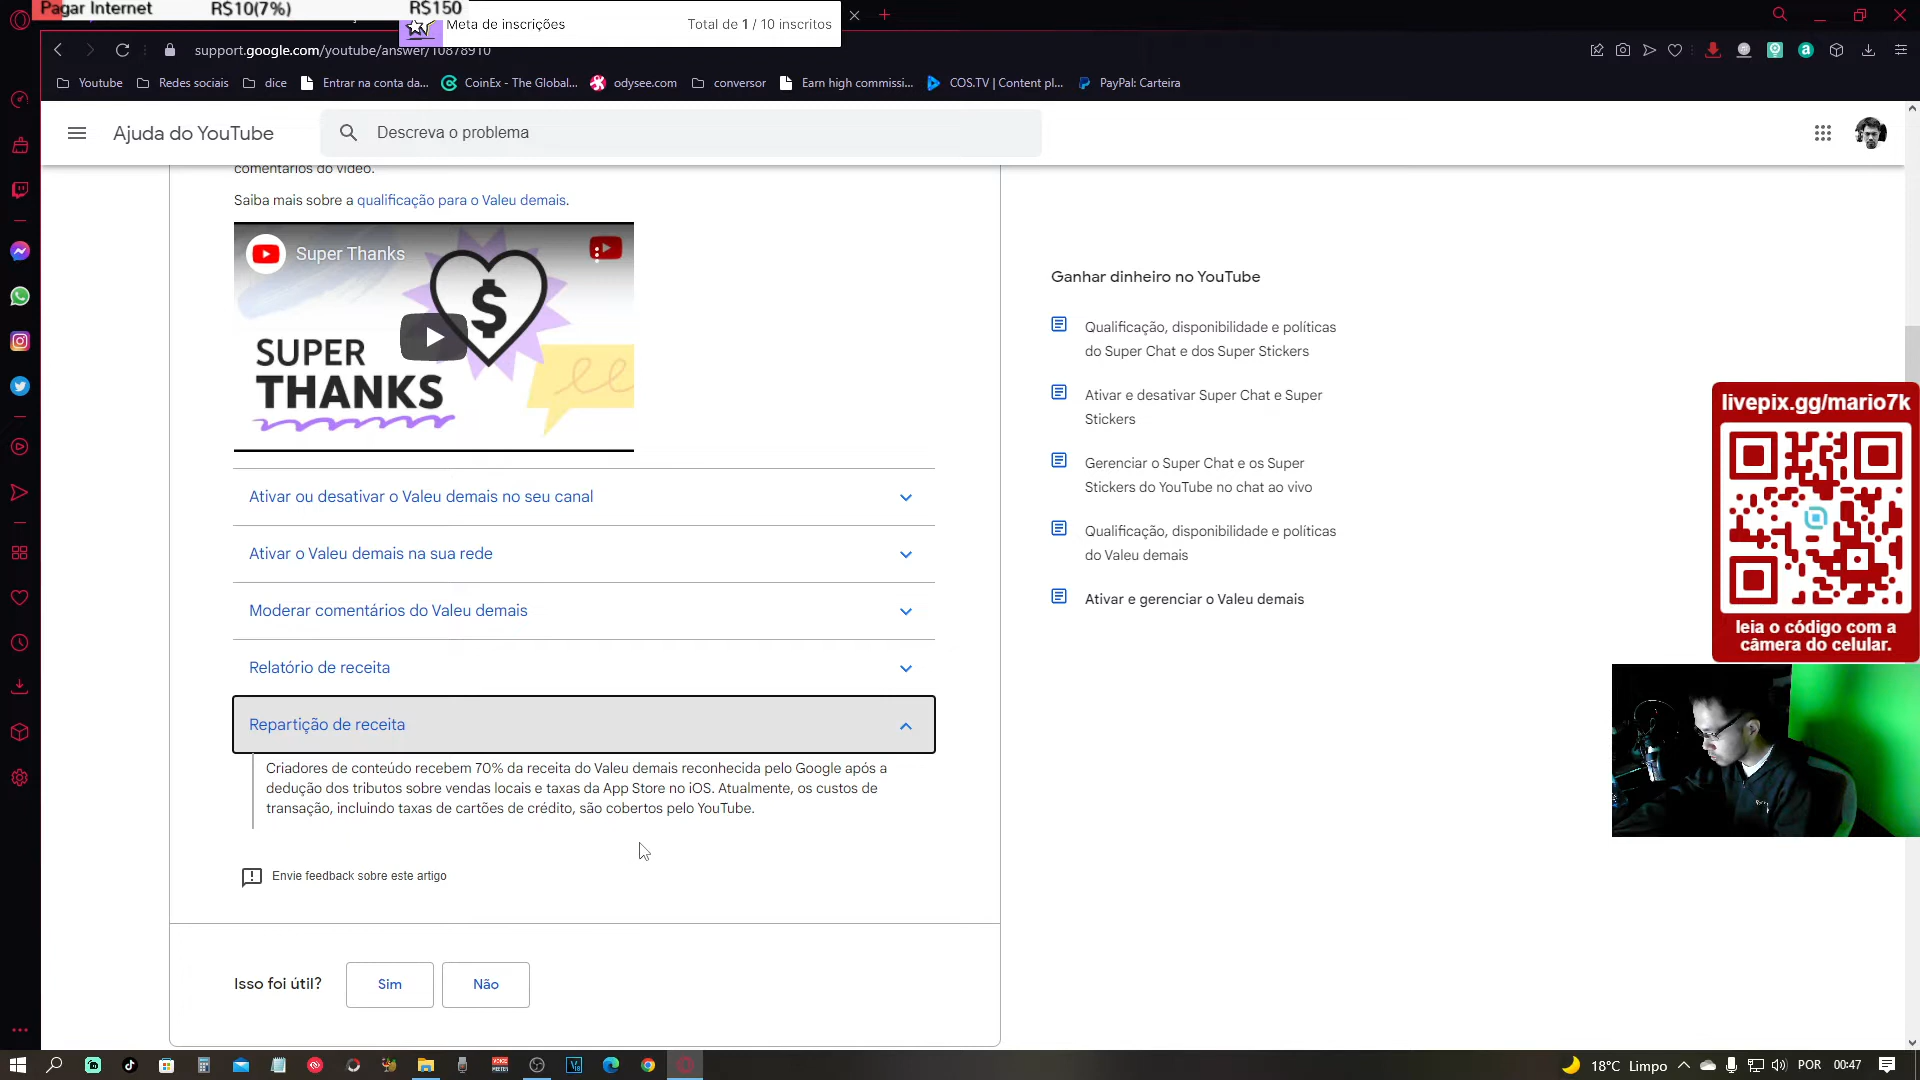 Pagar Internet R$10(7%) R$150
Meta de inscrições Total de 1 / 10 inscritos
support.google.com/youtube/answer/10878910
Youtube Redes sociais dice Entrar na conta da... CoinEx - The Global... odysee.com conversor Earn high commissi... COS.TV | Content pl... PayPal: Carteira
Ajuda do YouTube Descreva o problema
comentários do vídeo.
Saiba mais sobre a qualificação para o Valeu demais.
Super Thanks
SUPER
THANKS
Ativar ou desativar o Valeu demais no seu canal
Ativar o Valeu demais na sua rede
Moderar comentários do Valeu demais
Relatório de receita
Repartição de receita
Criadores de conteúdo recebem 70% da receita do Valeu demais reconhecida pelo Google após a
dedução dos tributos sobre vendas locais e taxas da App Store no iOS. Atualmente, os custos de
transação, incluindo taxas de cartões de crédito, são cobertos pelo YouTube.
Envie feedback sobre este artigo
Isso foi útil? Sim Não
Ganhar dinheiro no YouTube
Qualificação, disponibilidade e políticas
do Super Chat e dos Super Stickers
Ativar e desativar Super Chat e Super
Stickers
Gerenciar o Super Chat e os Super
Stickers do YouTube no chat ao vivo
Qualificação, disponibilidade e políticas
do Valeu demais
Ativar e gerenciar o Valeu demais
livepix.gg/mario7k
leia o código com a
câmera do celular.
18°C Limpo POR 00:47